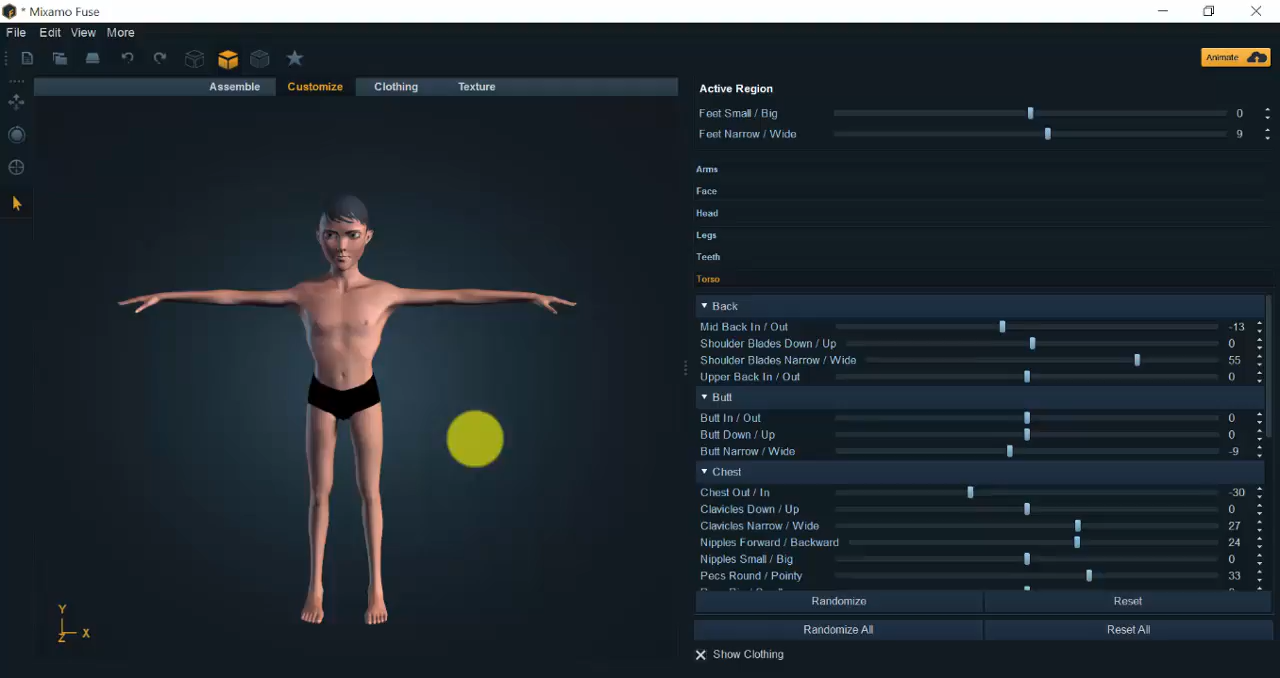 * Mixamo Fuse
File Edit View More
Animate
Assemble Customize Clothing Texture
Active Region
Feet Small / Big 0
Feet Narrow / Wide 9
Arms
Face
Head
Legs
Teeth
Torso
Back
Mid Back In / Out -13
Shoulder Blades Down / Up 0
Shoulder Blades Narrow / Wide 55
Upper Back In / Out 0
Butt
Butt In / Out 0
Butt Down / Up 0
Butt Narrow / Wide -9
Chest
Chest Out / In -30
Clavicles Down / Up 0
Clavicles Narrow / Wide 27
Nipples Forward / Backward 24
Nipples Small / Big 0
Pecs Round / Pointy 33
Randomize Reset
Randomize All Reset All
Show Clothing
Y
Z X